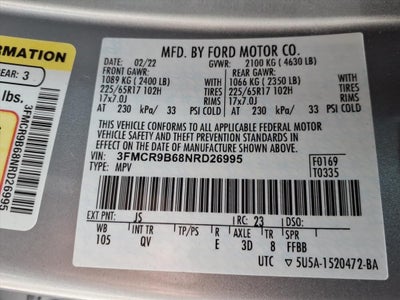 MFD. BY FORD MOTOR CO.
DATE: 02/22 GVWR: 2100 KG ( 4630 LB)
FRONT GAWR: REAR GAWR:
1089 KG ( 2400 LB) 1066 KG ( 2350 LB)
225/65R17 102H TIRES 225/65R17 102H
17x7.0J RIMS 17x7.0J
AT 230 kPa/ 33 PSI COLD AT 230 kPa/ 33 PSI COLD
THIS VEHICLE CONFORMS TO ALL APPLICABLE FEDERAL MOTOR
VEHICLE SAFETY AND THEFT PREVENTION STANDARDS IN
EFFECT ON THE DATE OF MANUFACTURE SHOWN ABOVE.
VIN: 3FMCR9B68NRD26995
TYPE: MPV
F0169
T0335
EXT PNT: JS RC: 23 DSO:
WB INT TR TP/PS R AXLE TR SPR
105 QV E 3D 8 FFBB
UTC 5U5A-1520472-BA
ORMATION
EAR: 3
lbs.
3FMCR9B68NRD26995